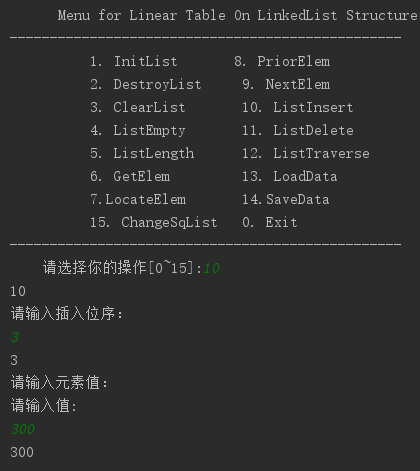 Menu for Linear Table On LinkedList Structure
-------------------------------------------------
1. InitList 8. PriorElem
2. DestroyList 9. NextElem
3. ClearList 10. ListInsert
4. ListEmpty 11. ListDelete
5. ListLength 12. ListTraverse
6. GetElem 13. LoadData
7.LocateElem 14.SaveData
15. ChangeSqList 0. Exit
-------------------------------------------------
请选择你的操作[0~15]:10
10
请输入插入位序:
3
3
请输入元素值:
请输入值:
300
300